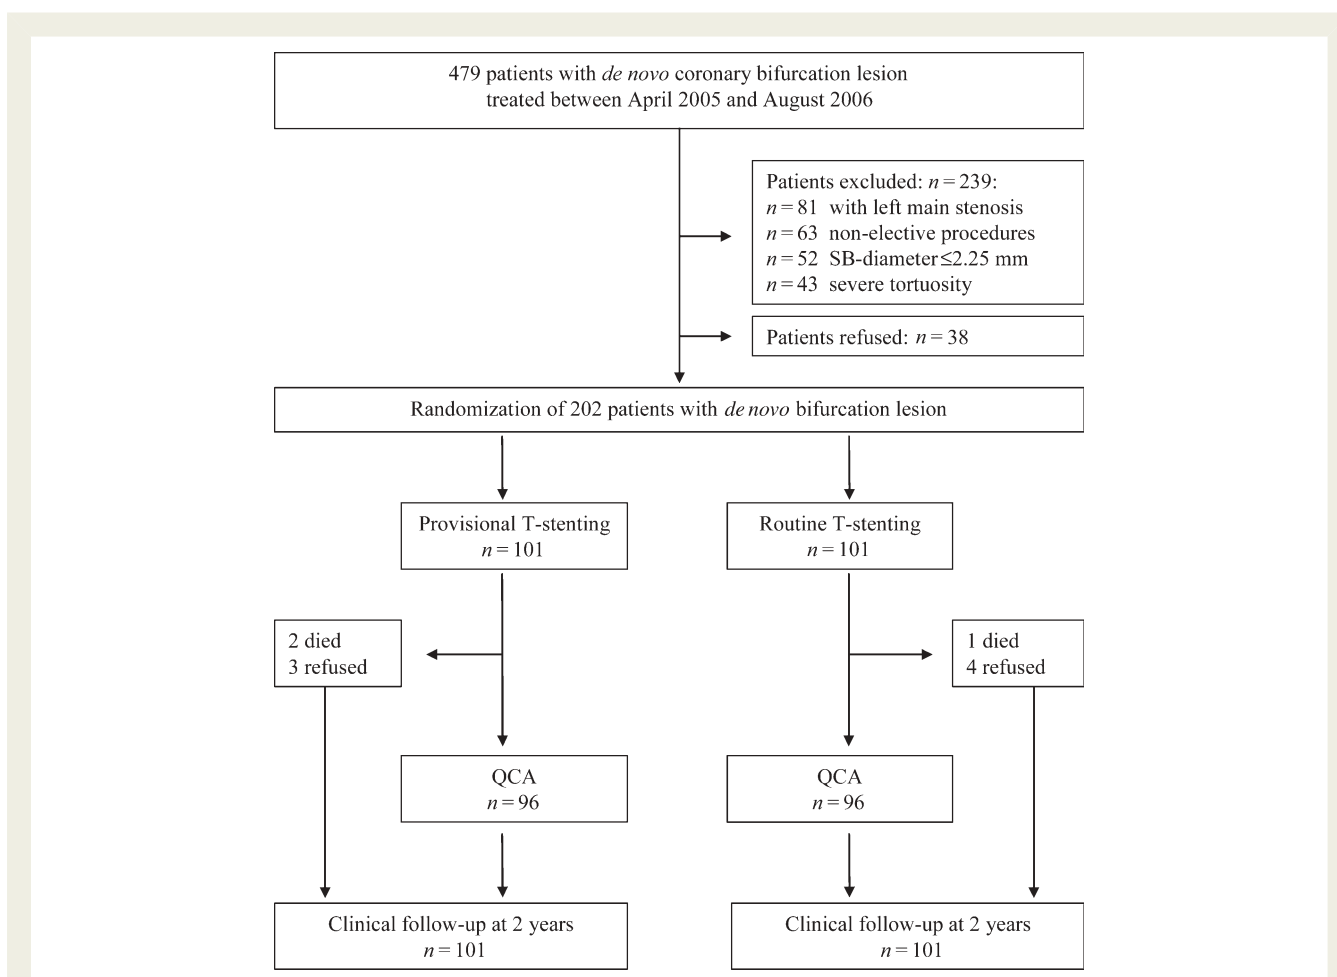 479 patients with de novo coronary bifurcation lesion
treated between April 2005 and August 2006
Patients excluded: n = 239:
n = 81 with left main stenosis
n = 63 non-elective procedures
n = 52 SB-diameter ≤2.25 mm
n = 43 severe tortuosity
Patients refused: n = 38
Randomization of 202 patients with de novo bifurcation lesion
Provisional T-stenting
n = 101
Routine T-stenting
n = 101
2 died
3 refused
1 died
4 refused
QCA
n = 96
QCA
n = 96
Clinical follow-up at 2 years
n = 101
Clinical follow-up at 2 years
n = 101